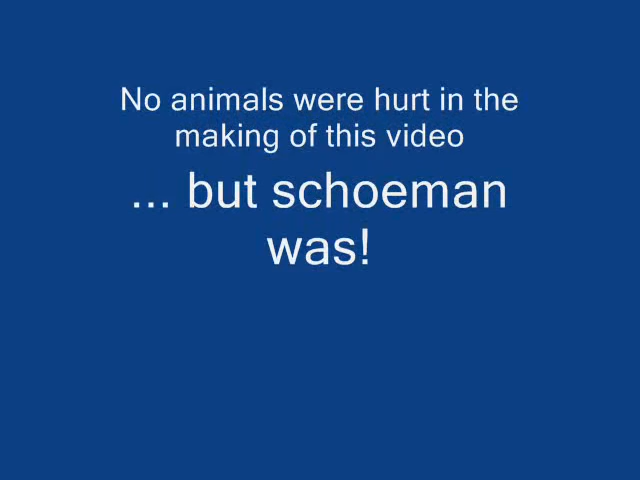 No animals were hurt in the
making of this video
... but schoeman
was!